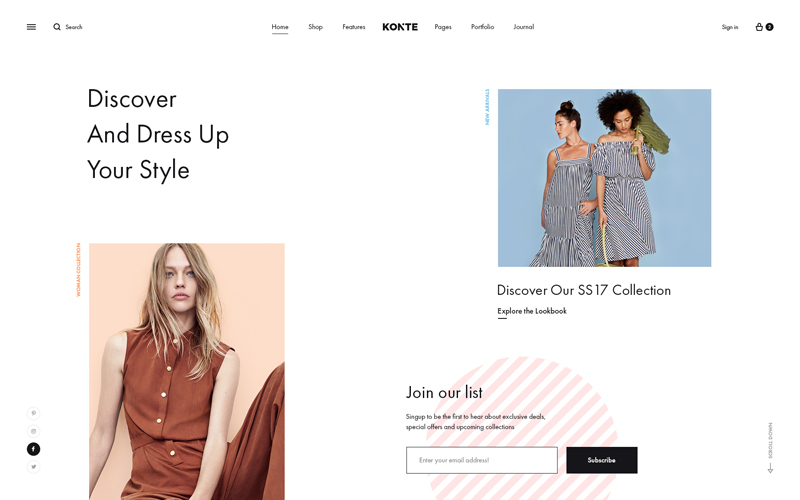 Search
Home
Shop
Features
KONTE
Pages
Portfolio
Journal
Sign in
2
Discover
And Dress Up
Your Style
NEW ARRIVALS
WOMAN COLLECTION
Discover Our SS17 Collection
Explore the Lookbook
Join our list
Singup to be the first to hear about exclusive deals,
special offers and upcoming collections
Enter your email address!
Subscribe
SCROLL DOWN